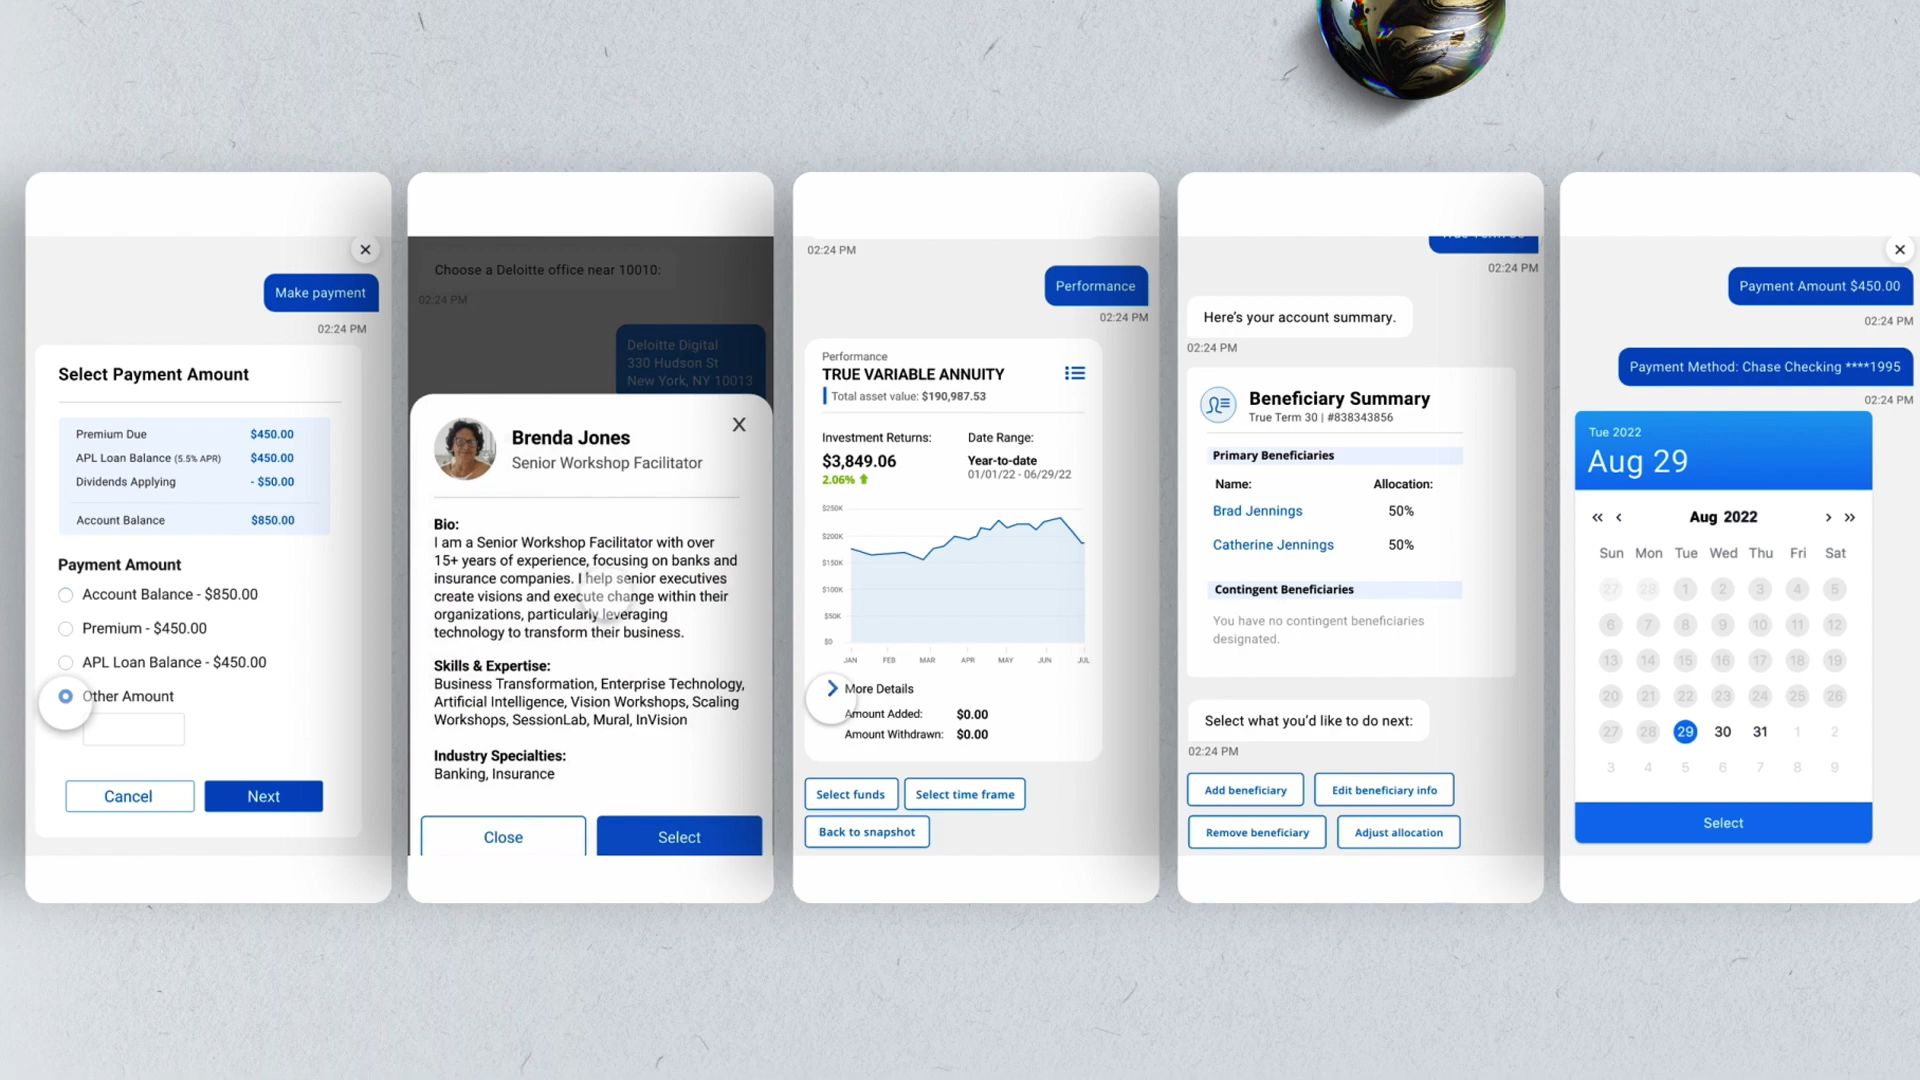 Make payment
02:24 PM
Select Payment Amount
Premium Due $450.00
APL Loan Balance (5.5% APR) $450.00
Dividends Applying - $50.00
Account Balance $850.00
Payment Amount
Account Balance - $850.00
Premium - $450.00
APL Loan Balance - $450.00
Other Amount
Cancel Next
Choose a Deloitte office near 10010:
02:24 PM
Deloitte Digital
330 Hudson St
New York, NY 10013
X
Brenda Jones
Senior Workshop Facilitator
Bio:
I am a Senior Workshop Facilitator with over
15+ years of experience, focusing on banks and
insurance companies. I help senior executives
create visions and execute change within their
organizations, particularly leveraging
technology to transform their business.
Skills & Expertise:
Business Transformation, Enterprise Technology,
Artificial Intelligence, Vision Workshops, Scaling
Workshops, SessionLab, Mural, InVision
Industry Specialties:
Banking, Insurance
Close Select
02:24 PM
Performance
02:24 PM
Performance
TRUE VARIABLE ANNUITY
Total asset value: $190,987.53
Investment Returns: Date Range:
$3,849.06 Year-to-date
2.06% 01/01/22 - 06/29/22
$250K
$200K
$150K
$100K
$50K
$0
JAN FEB MAR APR MAY JUN JUL
More Details
Amount Added: $0.00
Amount Withdrawn: $0.00
Select funds Select time frame
Back to snapshot
02:24 PM
Here's your account summary.
02:24 PM
Beneficiary Summary
True Term 30 | #838343856
Primary Beneficiaries
Name: Allocation:
Brad Jennings 50%
Catherine Jennings 50%
Contingent Beneficiaries
You have no contingent beneficiaries
designated.
Select what you'd like to do next:
02:24 PM
Add beneficiary Edit beneficiary info
Remove beneficiary Adjust allocation
Payment Amount $450.00
02:24 PM
Payment Method: Chase Checking ****1995
02:24 PM
Tue 2022
Aug 29
Aug 2022
Sun Mon Tue Wed Thu Fri Sat
27 28 1 2 3 4 5
6 7 8 9 10 11 12
13 14 15 16 17 18 19
20 21 22 23 24 25 26
27 28 29 30 31 1 2
3 4 5 6 7 8 9
Select